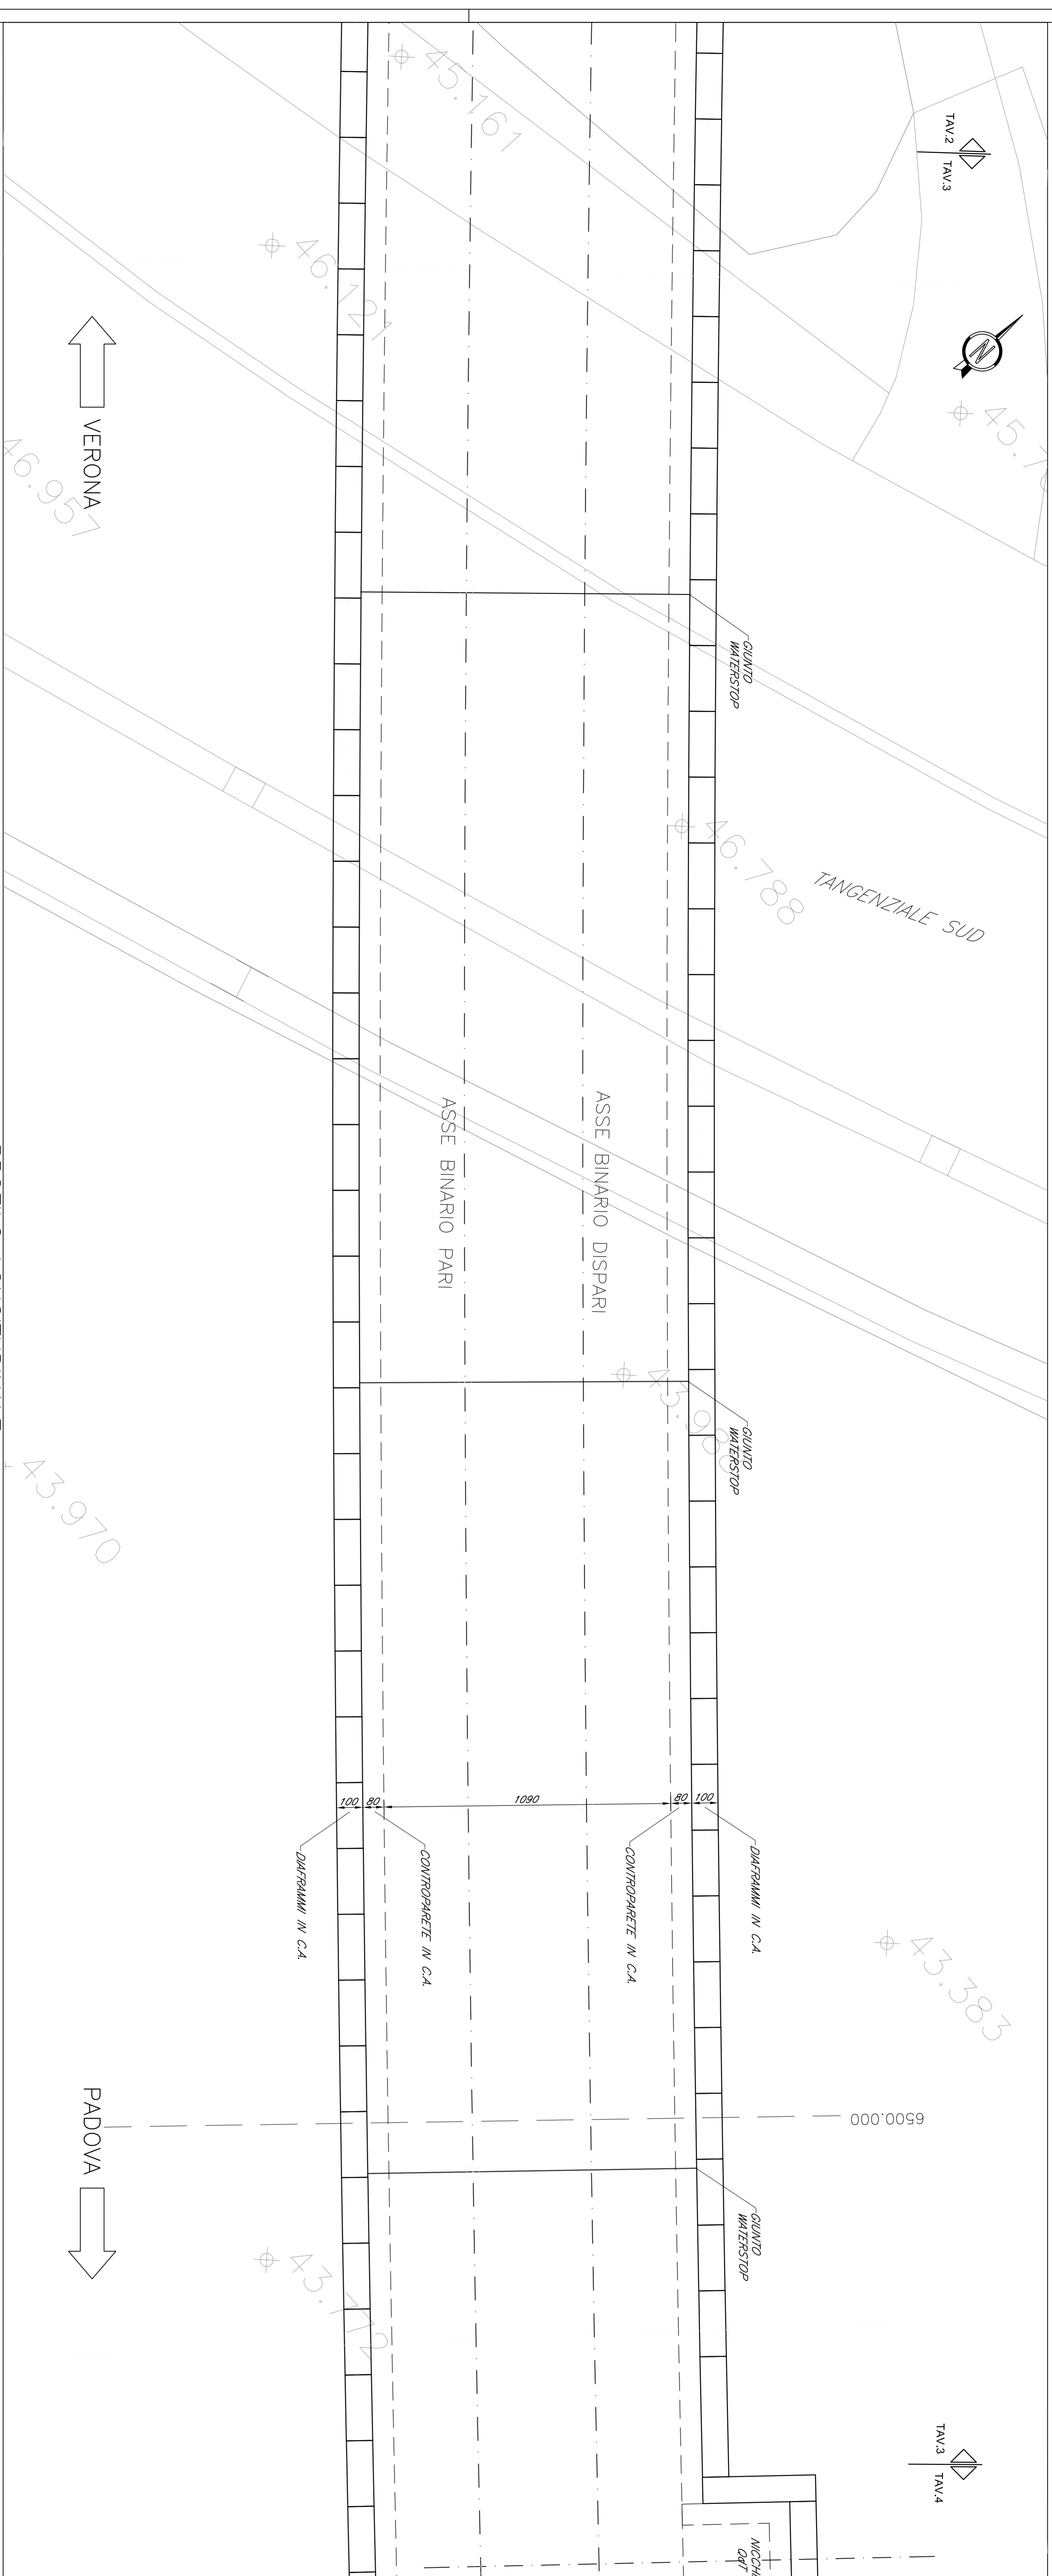 45.161
TAV.2
TAV.3
46.121
N
VERONA
46.957
GIUNTO
WATERSTOP
46.788
TANGENZIALE SUD
ASSE BINARIO PARI
ASSE BINARIO DISPARI
GIUNTO
WATERSTOP
43.970
100
80
1090
80
100
DIAFRAMMI IN C.A.
CONTROPARETE IN C.A.
CONTROPARETE IN C.A.
DIAFRAMMI IN C.A.
43.383
PADOVA
6500.000
GIUNTO
WATERSTOP
43.772
TAV.3
TAV.4